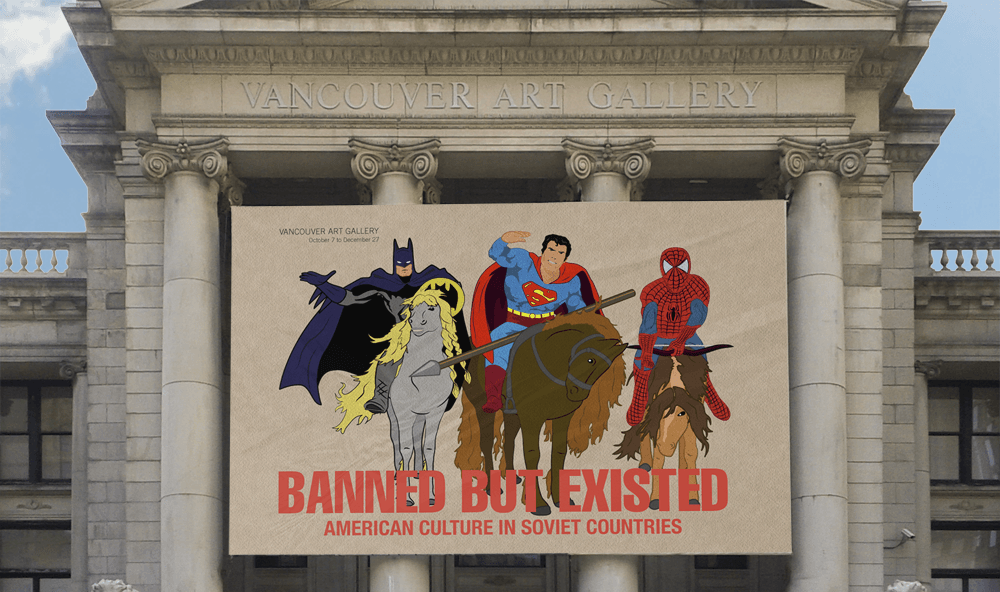 VANCOUVER ART GALLERY
VANCOUVER ART GALLERY
October 7 to December 27
BANNED BUT EXISTED
AMERICAN CULTURE IN SOVIET COUNTRIES